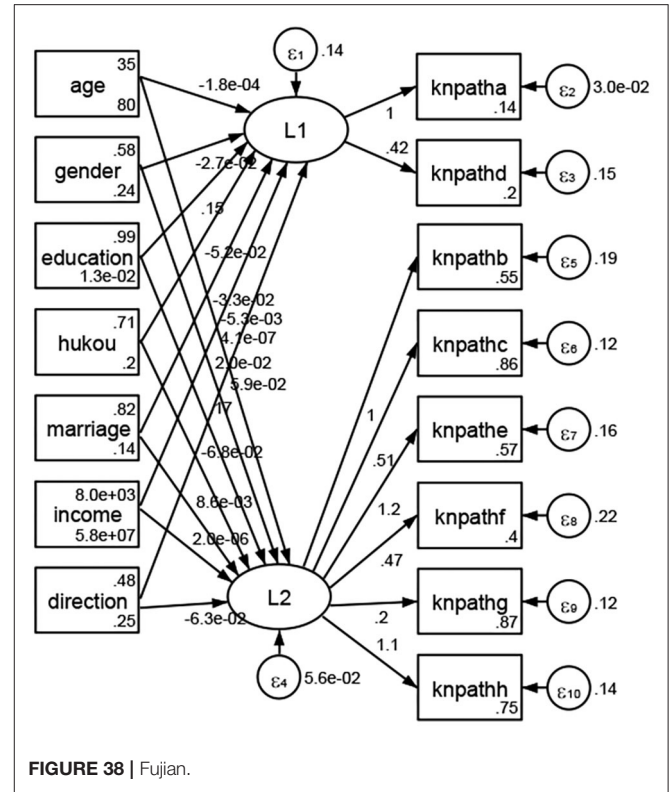 ε1
.14
35
age
80
-1.8e-04
L1
1
.42
knpatha
.14
ε2
3.0e-02
.58
gender
.24
-2.7e-02
knpathd
.2
ε3
.15
.99
education
1.3e-02
.15
-5.2e-02
knpathb
.55
ε5
.19
.71
hukou
.2
-3.3e-02
-5.3e-03
4.1e-07
2.0e-02
5.9e-02
knpathc
.86
ε6
.12
.82
marriage
.14
.17
-6.8e-02
1
.51
knpathe
.57
ε7
.16
8.0e+03
income
5.8e+07
8.6e-03
2.0e-06
1.2
.47
knpathf
.4
ε8
.22
.48
direction
.25
-6.3e-02
L2
.2
1.1
knpathg
.87
ε9
.12
ε4
5.6e-02
knpathh
.75
ε10
.14
FIGURE 38 | Fujian.